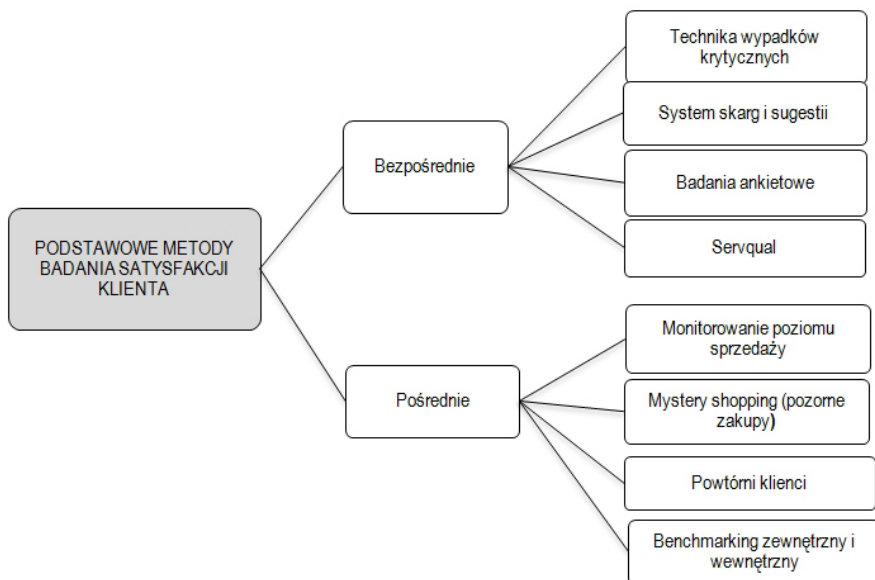 PODSTAWOWE METODY
BADANIA SATYSFAKCJI
KLIENTA
Bezpośrednie
Technika wypadków
krytycznych
System skarg i sugestii
Badania ankietowe
Servqual
Pośrednie
Monitorowanie poziomu
sprzedaży
Mystery shopping (pozorne
zakupy)
Powtórni klienci
Benchmarking zewnętrzny i
wewnętrzny